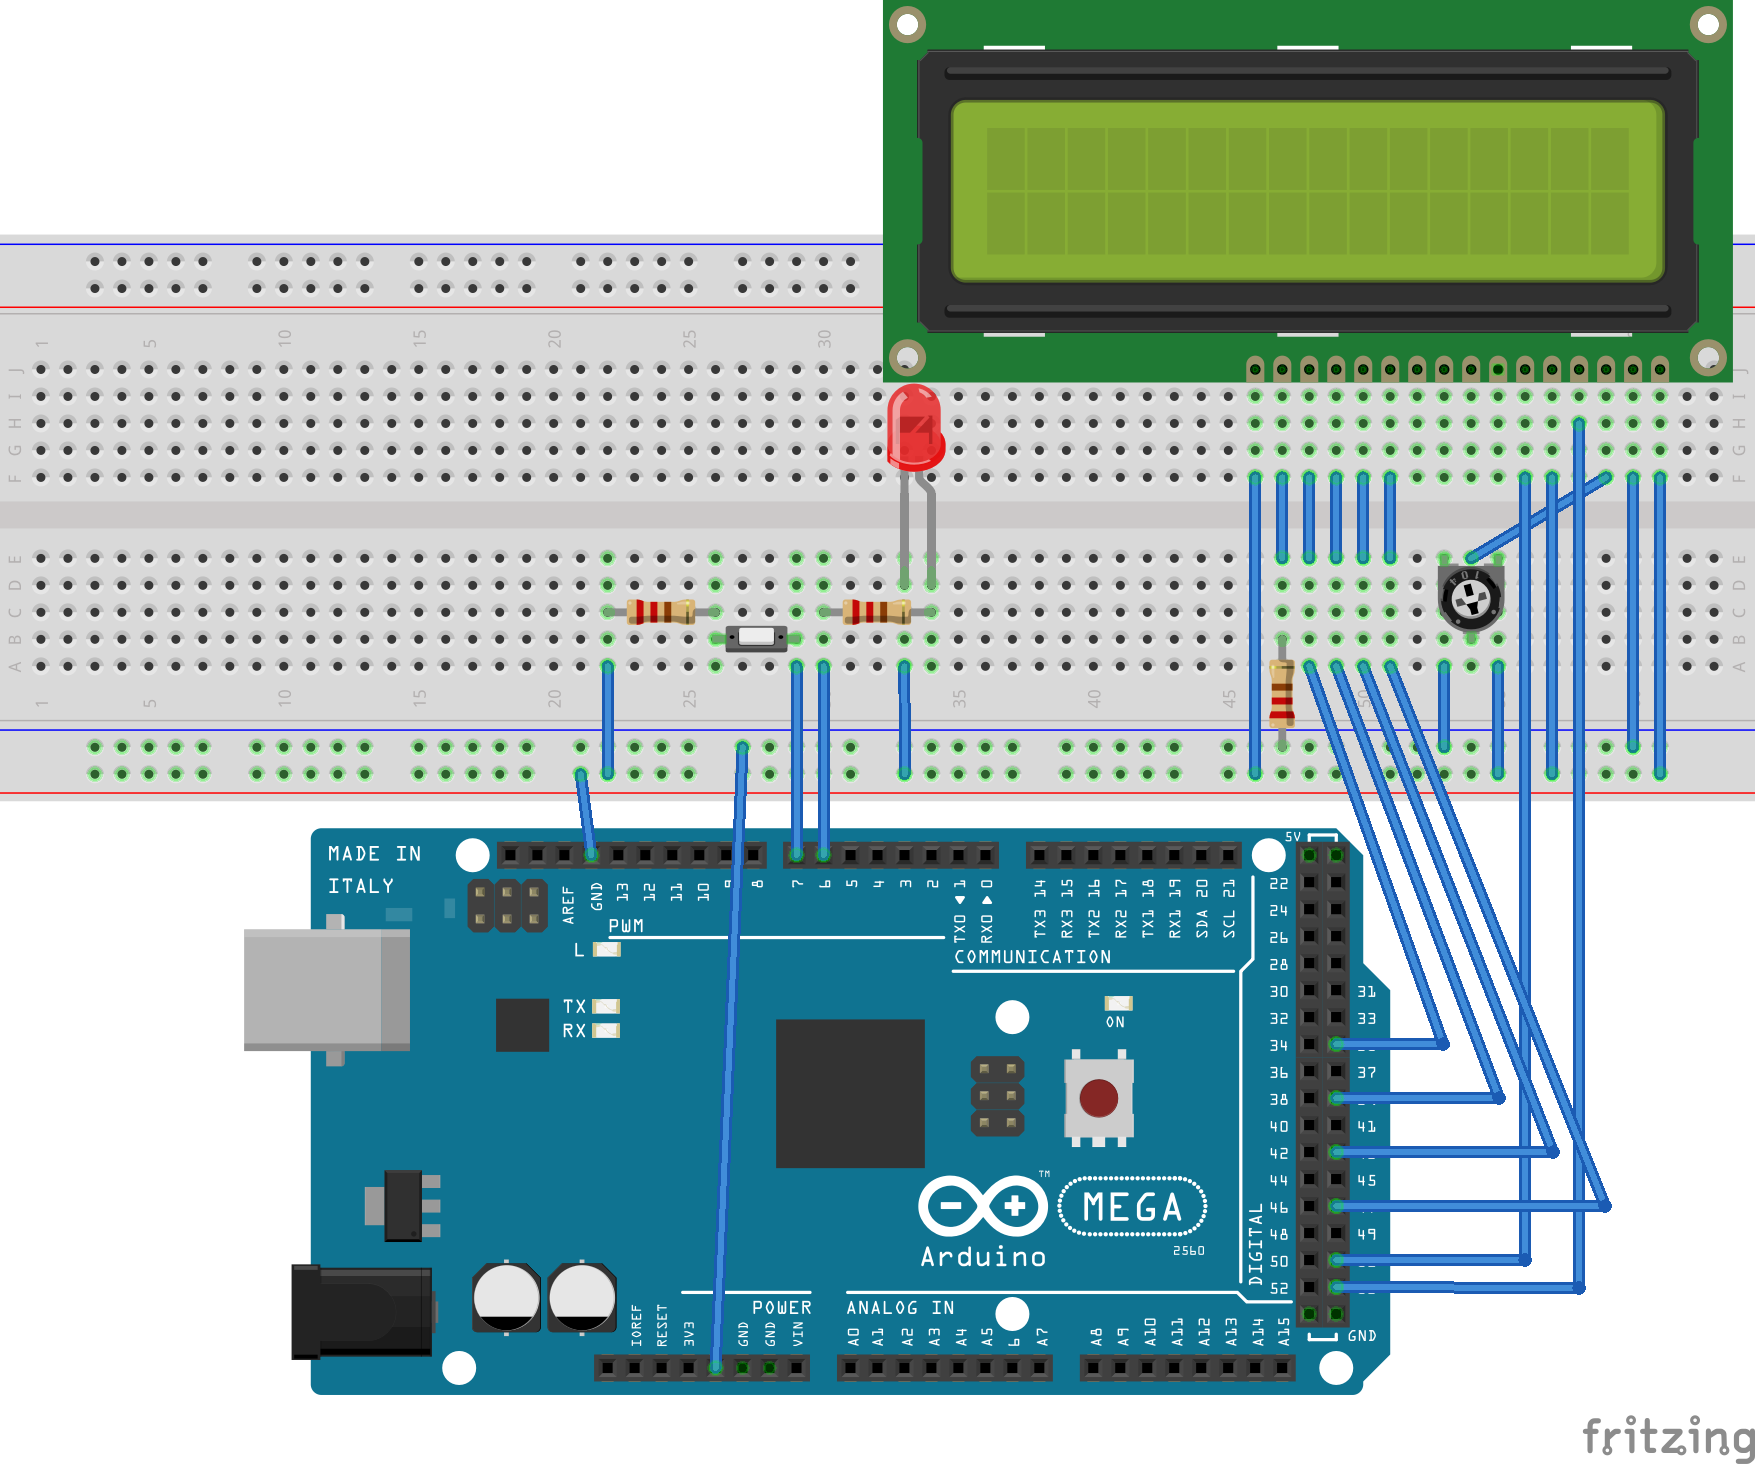 1 5 10 15 20 25 30
J J
I I
H H
G G
F F
E E
D D
C C
B B
A A
104
1 5 10 15 20 25 30 35 40 45 50
MADE IN
ITALY
AREF GND 13 12 11 10 9 8 7 6 5 4 3 2 TX0 1 RX0 0 TX3 14 RX3 15 TX2 16 RX2 17 TX1 18 RX1 19 SDA 20 SCL 21
5V
PWM
COMMUNICATION
L
TX
RX
ON
22
24
26
28
30 31
32 33
34
36 37
38
40 41
42
44 45
46
48 49
50
52
DIGITAL
GND
TM
MEGA
2560
Arduino
POWER
ANALOG IN
IOREF RESET 3V3 GND GND VIN A0 A1 A2 A3 A4 A5 6 A7 A8 A9 A10 A11 A12 A13 A14 A15
fritzing